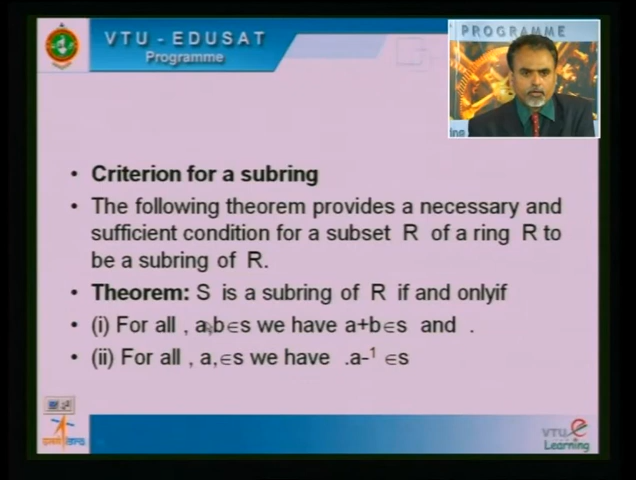 VTU - EDUSAT
Programme
PROGRAMME
• Criterion for a subring
• The following theorem provides a necessary and
sufficient condition for a subset R of a ring R to
be a subring of R.
• Theorem: S is a subring of R if and onlyif
• (i) For all , a,b∈s we have a+b∈s and .
• (ii) For all , a,∈s we have .a-¹ ∈s
VTU e
Learning